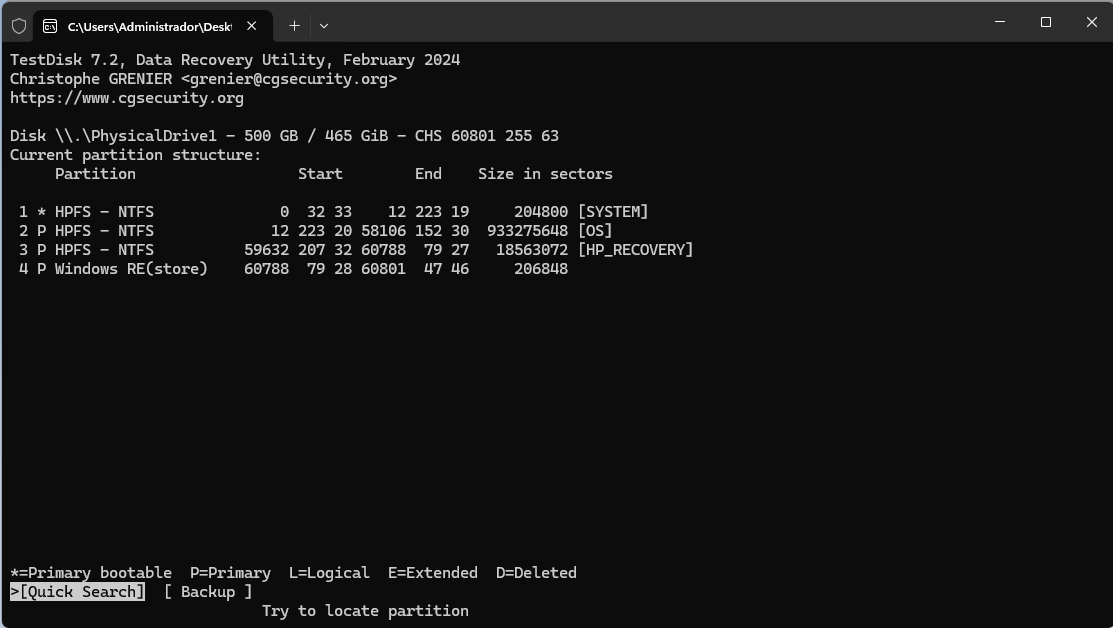 C:\Users\Administrador\Desk
TestDisk 7.2, Data Recovery Utility, February 2024
Christophe GRENIER <grenier@cgsecurity.org>
https://www.cgsecurity.org
Disk \\.\PhysicalDrive1 - 500 GB / 465 GiB - CHS 60801 255 63
Current partition structure:
     Partition                  Start        End    Size in sectors
 1 * HPFS - NTFS              0  32 33    12 223 19     204800 [SYSTEM]
 2 P HPFS - NTFS             12 223 20 58106 152 30  933275648 [OS]
 3 P HPFS - NTFS          59632 207 32 60788  79 27   18563072 [HP_RECOVERY]
 4 P Windows RE(store)    60788  79 28 60801  47 46     206848
*=Primary bootable  P=Primary  L=Logical  E=Extended  D=Deleted
>[Quick Search]  [ Backup ]
                            Try to locate partition